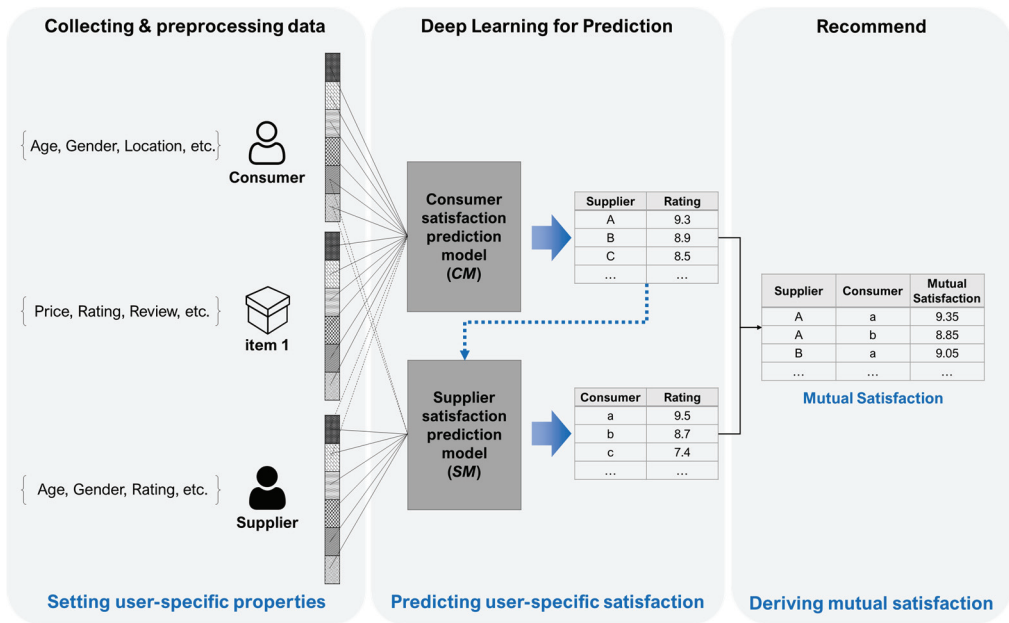 Collecting & preprocessing data
{ Age, Gender, Location, etc. }
Consumer
{ Price, Rating, Review, etc. }
item 1
{ Age, Gender, Rating, etc. }
Supplier
Setting user-specific properties
Deep Learning for Prediction
Consumer
satisfaction
prediction
model
(CM)
Supplier Rating
A 9.3
B 8.9
C 8.5
... ...
Supplier
satisfaction
prediction
model
(SM)
Consumer Rating
a 9.5
b 8.7
c 7.4
... ...
Predicting user-specific satisfaction
Recommend
Supplier Consumer Mutual
Satisfaction
A a 9.35
A b 8.85
B a 9.05
... ... ...
Mutual Satisfaction
Deriving mutual satisfaction